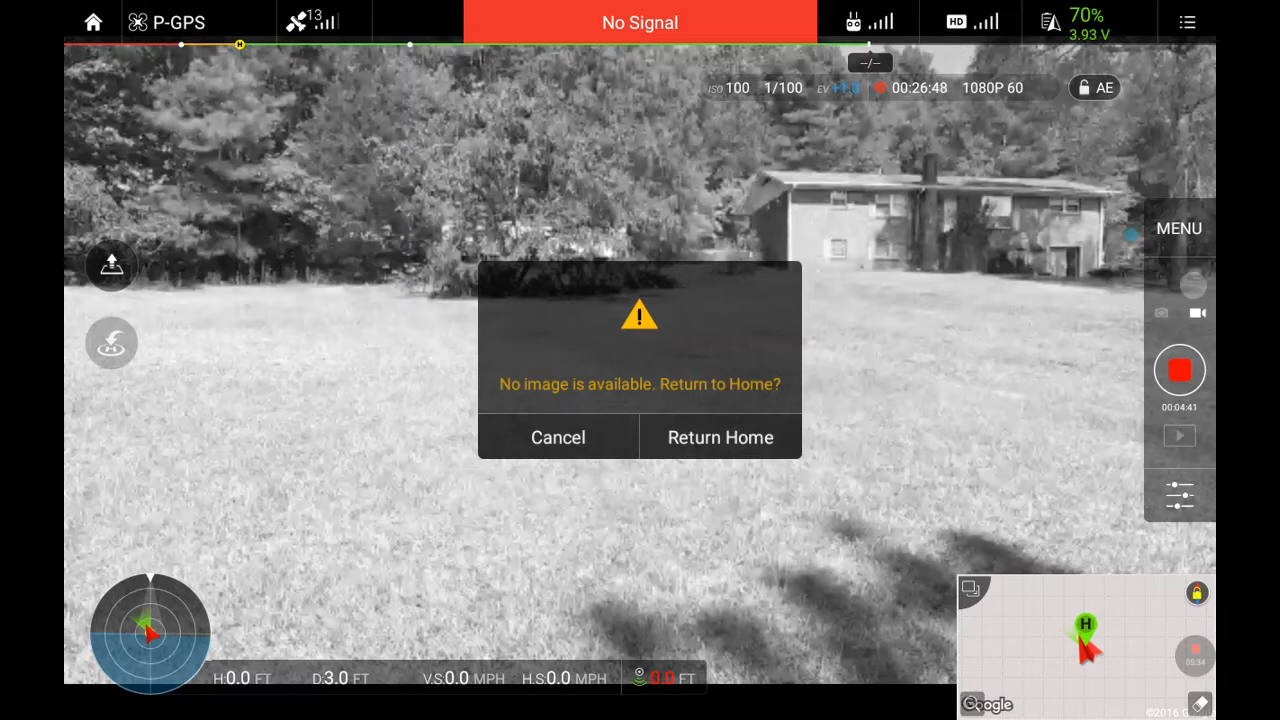 P-GPS
13
No Signal
HD
70%
3.93 V
--/--
ISO 100 1/100 EV +1.0 00:26:48 1080P 60
AE
MENU
H
No image is available. Return to Home?
Cancel Return Home
00:04:41
H
05:34
H:0.0 FT D:3.0 FT V.S:0.0 MPH H.S:0.0 MPH 0.0 FT
Google
©2016